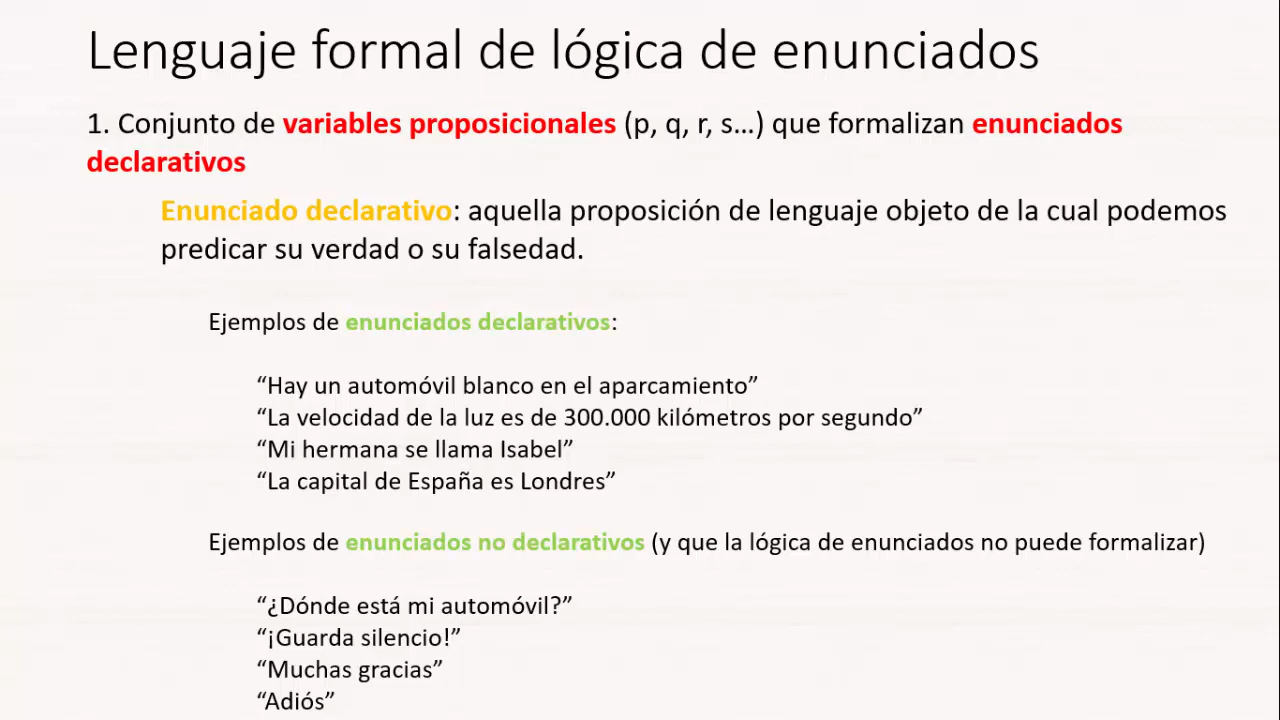 Lenguaje formal de lógica de enunciados
1. Conjunto de variables proposicionales (p, q, r, s…) que formalizan enunciados
declarativos
Enunciado declarativo: aquella proposición de lenguaje objeto de la cual podemos
predicar su verdad o su falsedad.
Ejemplos de enunciados declarativos:
“Hay un automóvil blanco en el aparcamiento”
“La velocidad de la luz es de 300.000 kilómetros por segundo”
“Mi hermana se llama Isabel”
“La capital de España es Londres”
Ejemplos de enunciados no declarativos (y que la lógica de enunciados no puede formalizar)
“¿Dónde está mi automóvil?”
“¡Guarda silencio!”
“Muchas gracias”
“Adiós”